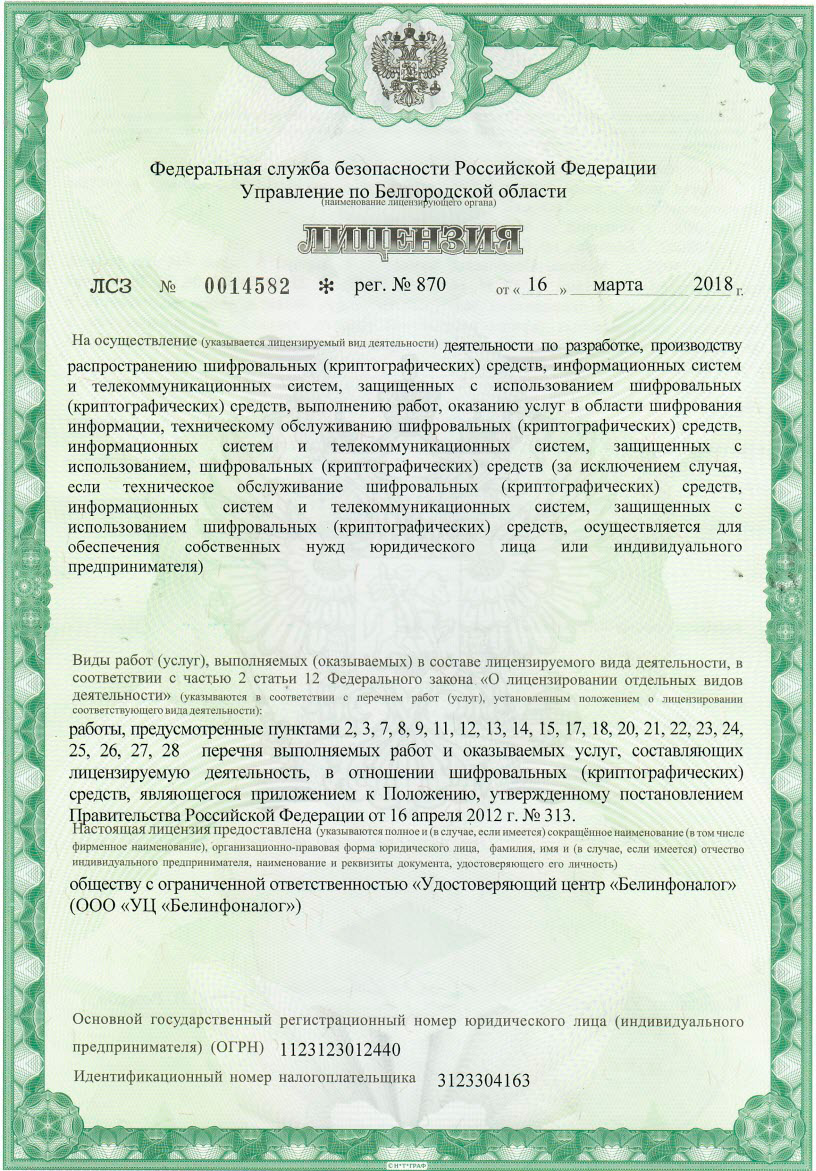 Федеральная служба безопасности Российской Федерации
Управление по Белгородской области
(наименование лицензирующего органа)
ЛИЦЕНЗИЯ
ЛСЗ № 0014582 * рег. № 870 от « 16 » марта 2018 г.
На осуществление (указывается лицензируемый вид деятельности) деятельности по разработке, производству
распространению шифровальных (криптографических) средств, информационных систем
и телекоммуникационных систем, защищенных с использованием шифровальных
(криптографических) средств, выполнению работ, оказанию услуг в области шифрования
информации, техническому обслуживанию шифровальных (криптографических) средств,
информационных систем и телекоммуникационных систем, защищенных с
использованием, шифровальных (криптографических) средств (за исключением случая,
если техническое обслуживание шифровальных (криптографических) средств,
информационных систем и телекоммуникационных систем, защищенных с
использованием шифровальных (криптографических) средств, осуществляется для
обеспечения собственных нужд юридического лица или индивидуального
предпринимателя)
Виды работ (услуг), выполняемых (оказываемых) в составе лицензируемого вида деятельности, в
соответствии с частью 2 статьи 12 Федерального закона «О лицензировании отдельных видов
деятельности» (указываются в соответствии с перечнем работ (услуг), установленным положением о лицензировании
соответствующего вида деятельности):
работы, предусмотренные пунктами 2, 3, 7, 8, 9, 11, 12, 13, 14, 15, 17, 18, 20, 21, 22, 23, 24,
25, 26, 27, 28 перечня выполняемых работ и оказываемых услуг, составляющих
лицензируемую деятельность, в отношении шифровальных (криптографических)
средств, являющегося приложением к Положению, утвержденному постановлением
Правительства Российской Федерации от 16 апреля 2012 г. № 313.
Настоящая лицензия предоставлена (указываются полное и (в случае, если имеется) сокращённое наименование (в том числе
фирменное наименование), организационно-правовая форма юридического лица, фамилия, имя и (в случае, если имеется) отчество
индивидуального предпринимателя, наименование и реквизиты документа, удостоверяющего его личность)
обществу с ограниченной ответственностью «Удостоверяющий центр «Белинфоналог»
(ООО «УЦ «Белинфоналог»)
Основной государственный регистрационный номер юридического лица (индивидуального
предпринимателя) (ОГРН) 1123123012440
Идентификационный номер налогоплательщика 3123304163
© Н*Т*ГРАФ